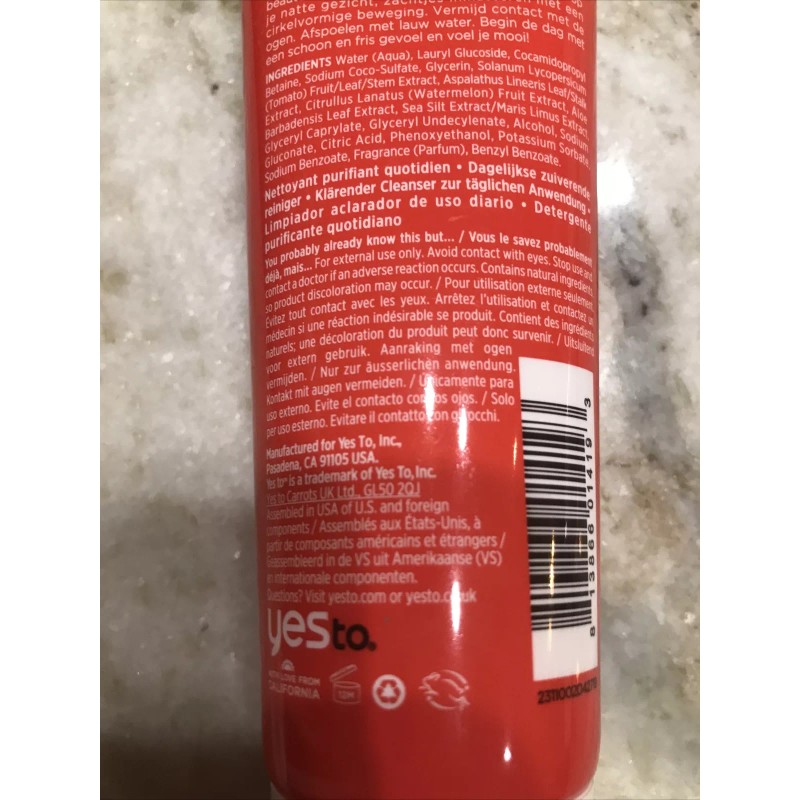 je natte gezicht, zachtjes met een
cirkelvormige beweging. Vermijd contact met de
ogen. Afspoelen met lauw water. Begin de dag met
een schoon en fris gevoel en voel je mooi!
INGREDIENTS Water (Aqua), Lauryl Glucoside, Cocamidopropyl
Betaine, Sodium Coco-Sulfate, Glycerin, Solanum Lycopersicum
(Tomato) Fruit/Leaf/Stem Extract, Aspalathus Linearis Leaf/Stalk
Extract, Citrullus Lanatus (Watermelon) Fruit Extract, Aloe
Barbadensis Leaf Extract, Sea Silt Extract/Maris Limus Extract,
Glyceryl Caprylate, Glyceryl Undecylenate, Alcohol, Sodium
Gluconate, Citric Acid, Phenoxyethanol, Potassium Sorbate,
Sodium Benzoate, Fragrance (Parfum), Benzyl Benzoate.
Nettoyant purifiant quotidien • Dagelijkse zuiverende
reiniger • Klärender Cleanser zur täglichen Anwendung •
Limpiador aclarador de uso diario • Detergente
purificante quotidiano
You probably already know this but... / Vous le savez probablement
déjà, mais... For external use only. Avoid contact with eyes. Stop use and
contact a doctor if an adverse reaction occurs. Contains natural ingredients
so product discoloration may occur. / Pour utilisation externe seulement.
Évitez tout contact avec les yeux. Arrêtez l'utilisation et contactez un
médecin si une réaction indésirable se produit. Contient des ingrédients
naturels; une décoloration du produit peut donc survenir. / Uitsluitend
voor extern gebruik. Aanraking met ogen
vermijden. / Nur zur äusserlichen anwendung.
Kontakt mit augen vermeiden. / Únicamente para
uso externo. Evite el contacto con los ojos. / Solo
per uso esterno. Evitare il contatto con gli occhi.
Manufactured for Yes To, Inc.,
Pasadena, CA 91105 USA.
Yes to® is a trademark of Yes To, Inc.
Yes to Carrots UK Ltd., GL50 2QJ
Assembled in USA of U.S. and foreign
components / Assemblés aux États-Unis, à
partir de composants américains et étrangers /
Geassembleerd in de VS uit Amerikaanse (VS)
en internationale componenten.
Questions? Visit yesto.com or yesto.co.uk
yesto.
WITH LOVE FROM
CALIFORNIA
12M
8 13866 01419 3